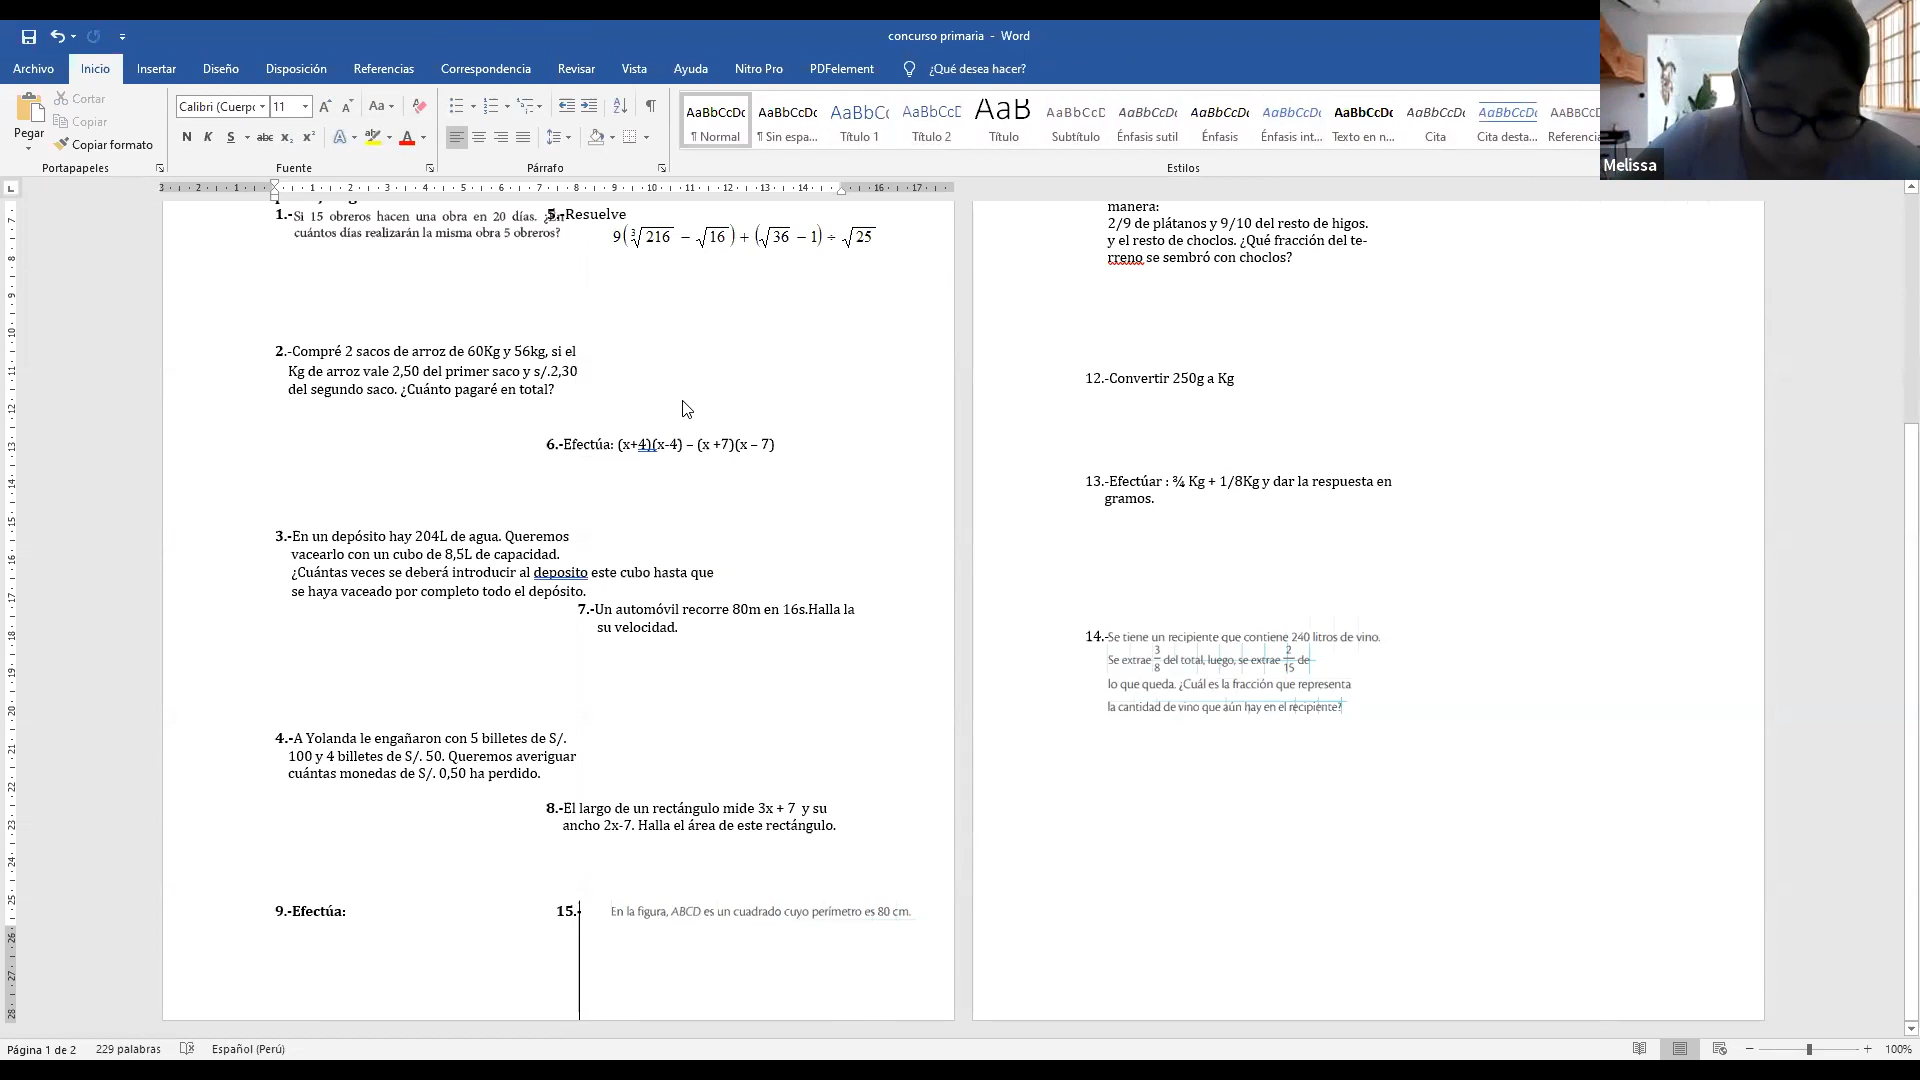 concurso primaria - Word
Archivo Inicio Insertar Diseño Disposición Referencias Correspondencia Revisar Vista Ayuda Nitro Pro PDFelement ¿Qué desea hacer?
Pegar
Cortar
Copiar
Copiar formato
Portapapeles
Calibri (Cuerpo 11
N K S abc x₂ x²
Fuente
Párrafo
AaBbCcDc AaBbCcDc AaBbC( AaBbCcE AaB AaBbCcD AaBbCcDc AaBbCcDc AaBbCcDc AaBbCcDc AaBbCcDc AaBbCcDc
¶ Normal ¶ Sin espa... Título 1 Título 2 Título Subtítulo Énfasis sutil Énfasis Énfasis int... Texto en n... Cita Cita desta...
Estilos
Melissa
1.-Si 15 obreros hacen una obra en 20 días. ¿En
cuántos días realizarán la misma obra 5 obreros?
2.-Compré 2 sacos de arroz de 60Kg y 56kg, si el
Kg de arroz vale 2,50 del primer saco y s/.2,30
del segundo saco. ¿Cuánto pagaré en total?
3.-En un depósito hay 204L de agua. Queremos
vacearlo con un cubo de 8,5L de capacidad.
¿Cuántas veces se deberá introducir al deposito este cubo hasta que
se haya vaceado por completo todo el depósito.
4.-A Yolanda le engañaron con 5 billetes de S/.
100 y 4 billetes de S/. 50. Queremos averiguar
cuántas monedas de S/. 0,50 ha perdido.
5.-Resuelve
9(∛216 − √16) + (√36 − 1) ÷ √25
6.-Efectúa: (x+4)(x-4) – (x +7)(x – 7)
7.-Un automóvil recorre 80m en 16s.Halla la
su velocidad.
8.-El largo de un rectángulo mide 3x + 7 y su
ancho 2x-7. Halla el área de este rectángulo.
9.-Efectúa:
15.- En la figura, ABCD es un cuadrado cuyo perímetro es 80 cm.
manera:
2/9 de plátanos y 9/10 del resto de higos.
y el resto de choclos. ¿Qué fracción del te-
rreno se sembró con choclos?
12.-Convertir 250g a Kg
13.-Efectúar : ¾ Kg + 1/8Kg y dar la respuesta en
gramos.
14.-Se tiene un recipiente que contiene 240 litros de vino.
Se extrae 3/8 del total, luego, se extrae 2/15 de
lo que queda. ¿Cuál es la fracción que representa
la cantidad de vino que aún hay en el recipiente?
Página 1 de 2 229 palabras Español (Perú) 100%